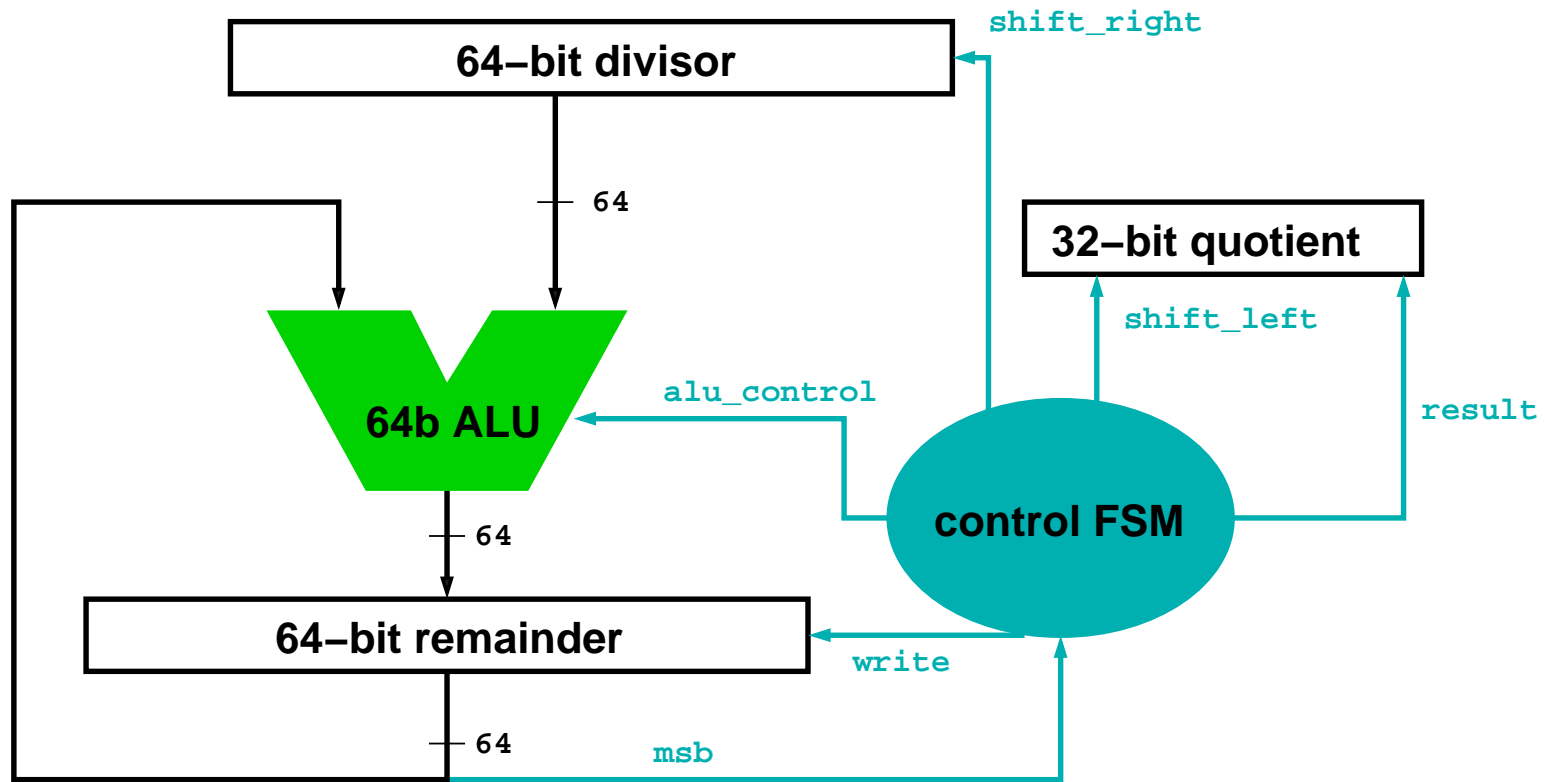 shift_right
64–bit divisor
64
32–bit quotient
shift_left
alu_control
result
64b ALU
control FSM
64
64–bit remainder
write
64
msb